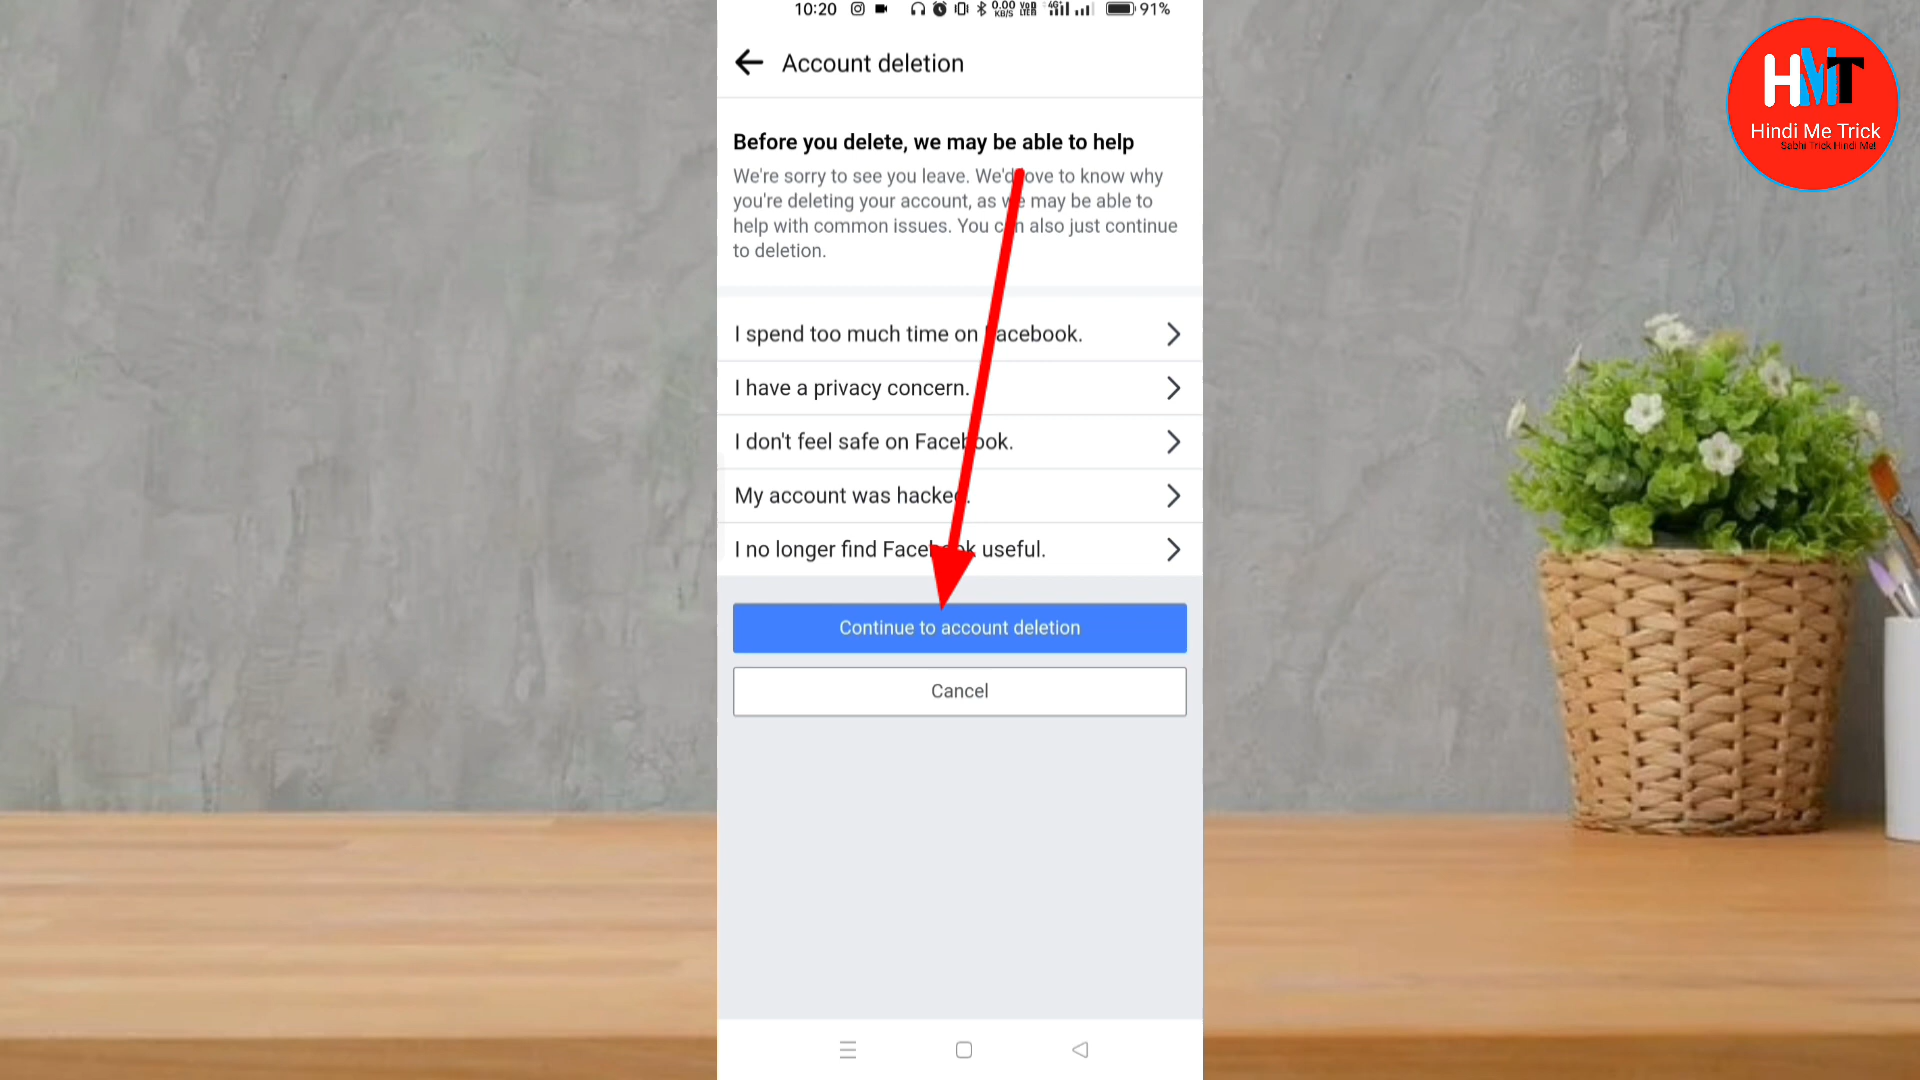 10:20 0.00 KB/S VoD LTE 4G 91%
Account deletion
HMT
Hindi Me Trick
Sabhi Trick Hindi Me!
Before you delete, we may be able to help
We're sorry to see you leave. We'd love to know why
you're deleting your account, as we may be able to
help with common issues. You can also just continue
to deletion.
I spend too much time on Facebook.
I have a privacy concern.
I don't feel safe on Facebook.
My account was hacked.
I no longer find Facebook useful.
Continue to account deletion
Cancel